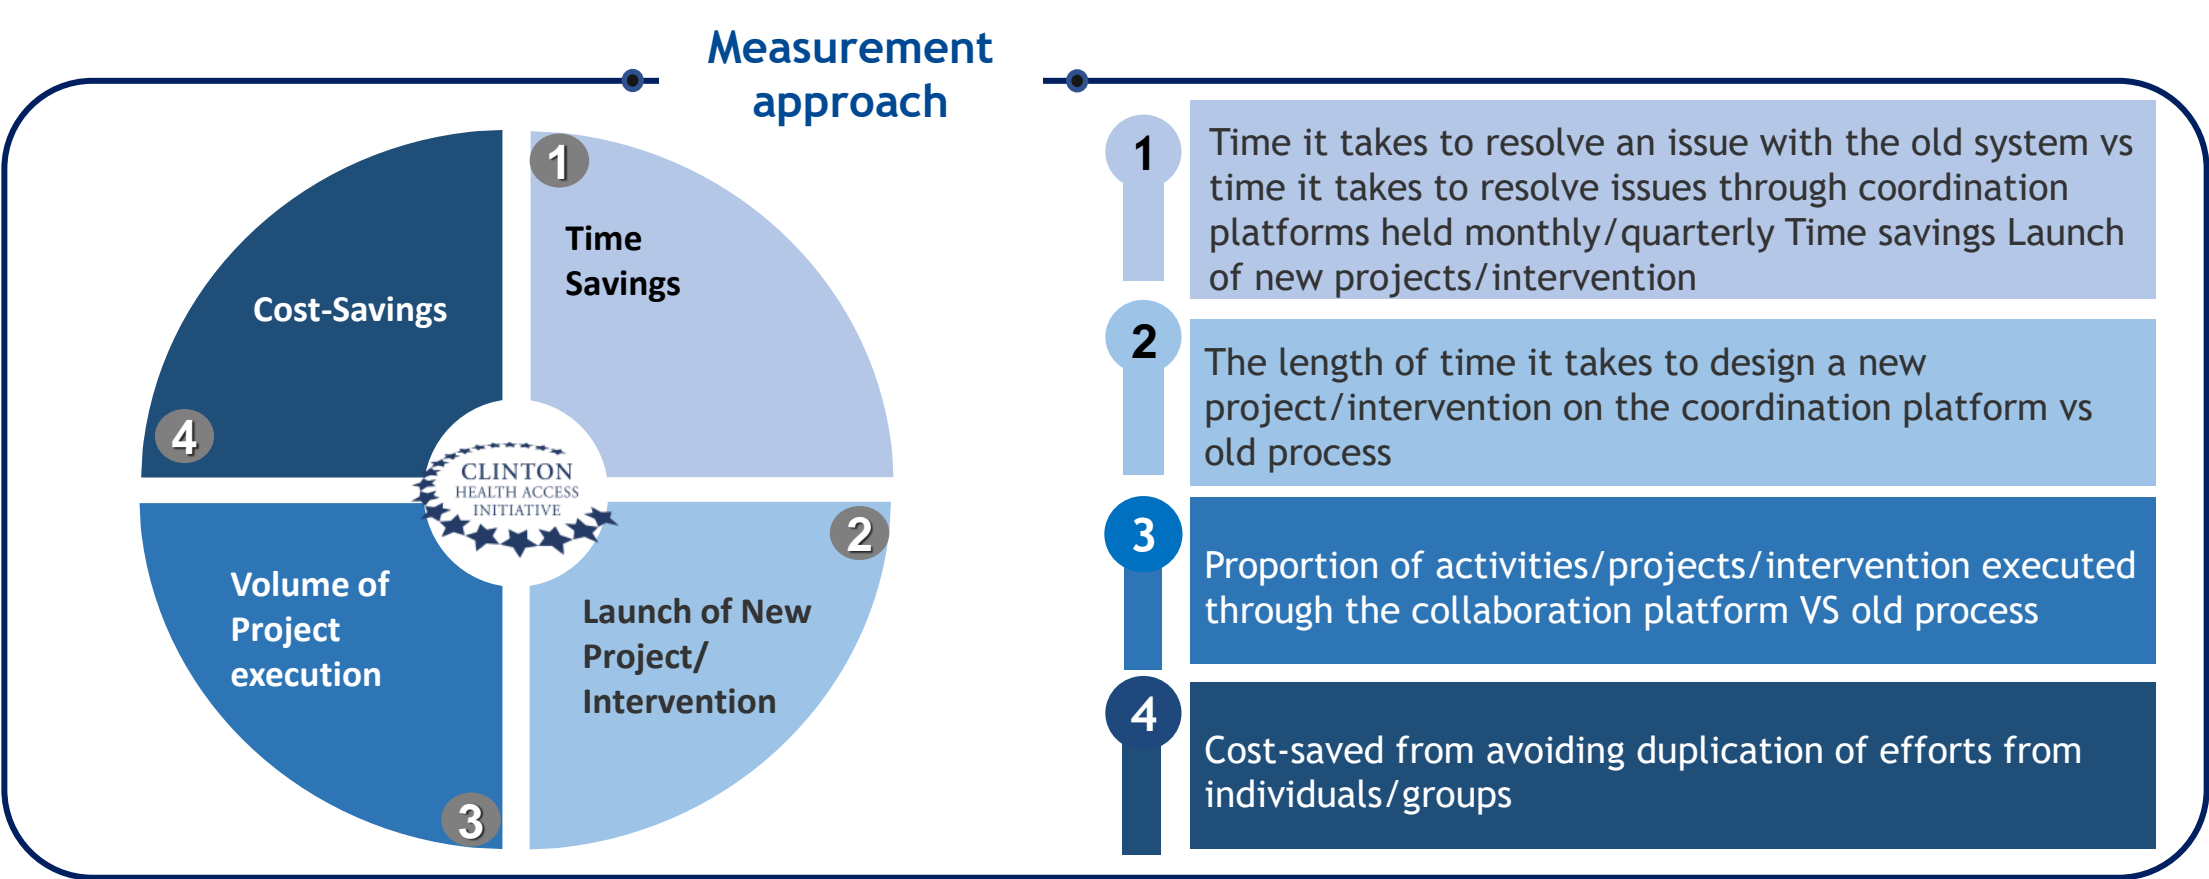 Measurement
approach
1
Time
Savings
Cost-Savings
4
CLINTON
HEALTH ACCESS
INITIATIVE
2
Volume of
Project
execution
Launch of New
Project/
Intervention
3
1
Time it takes to resolve an issue with the old system vs
time it takes to resolve issues through coordination
platforms held monthly/quarterly Time savings Launch
of new projects/intervention
2
The length of time it takes to design a new
project/intervention on the coordination platform vs
old process
3
Proportion of activities/projects/intervention executed
through the collaboration platform VS old process
4
Cost-saved from avoiding duplication of efforts from
individuals/groups